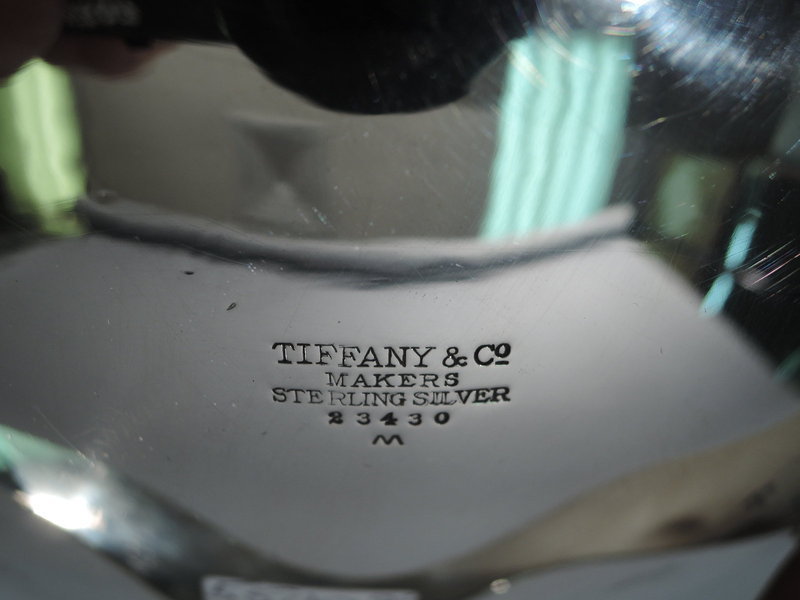 TIFFANY & Cº
MAKERS
STERLING SILVER
23430
M